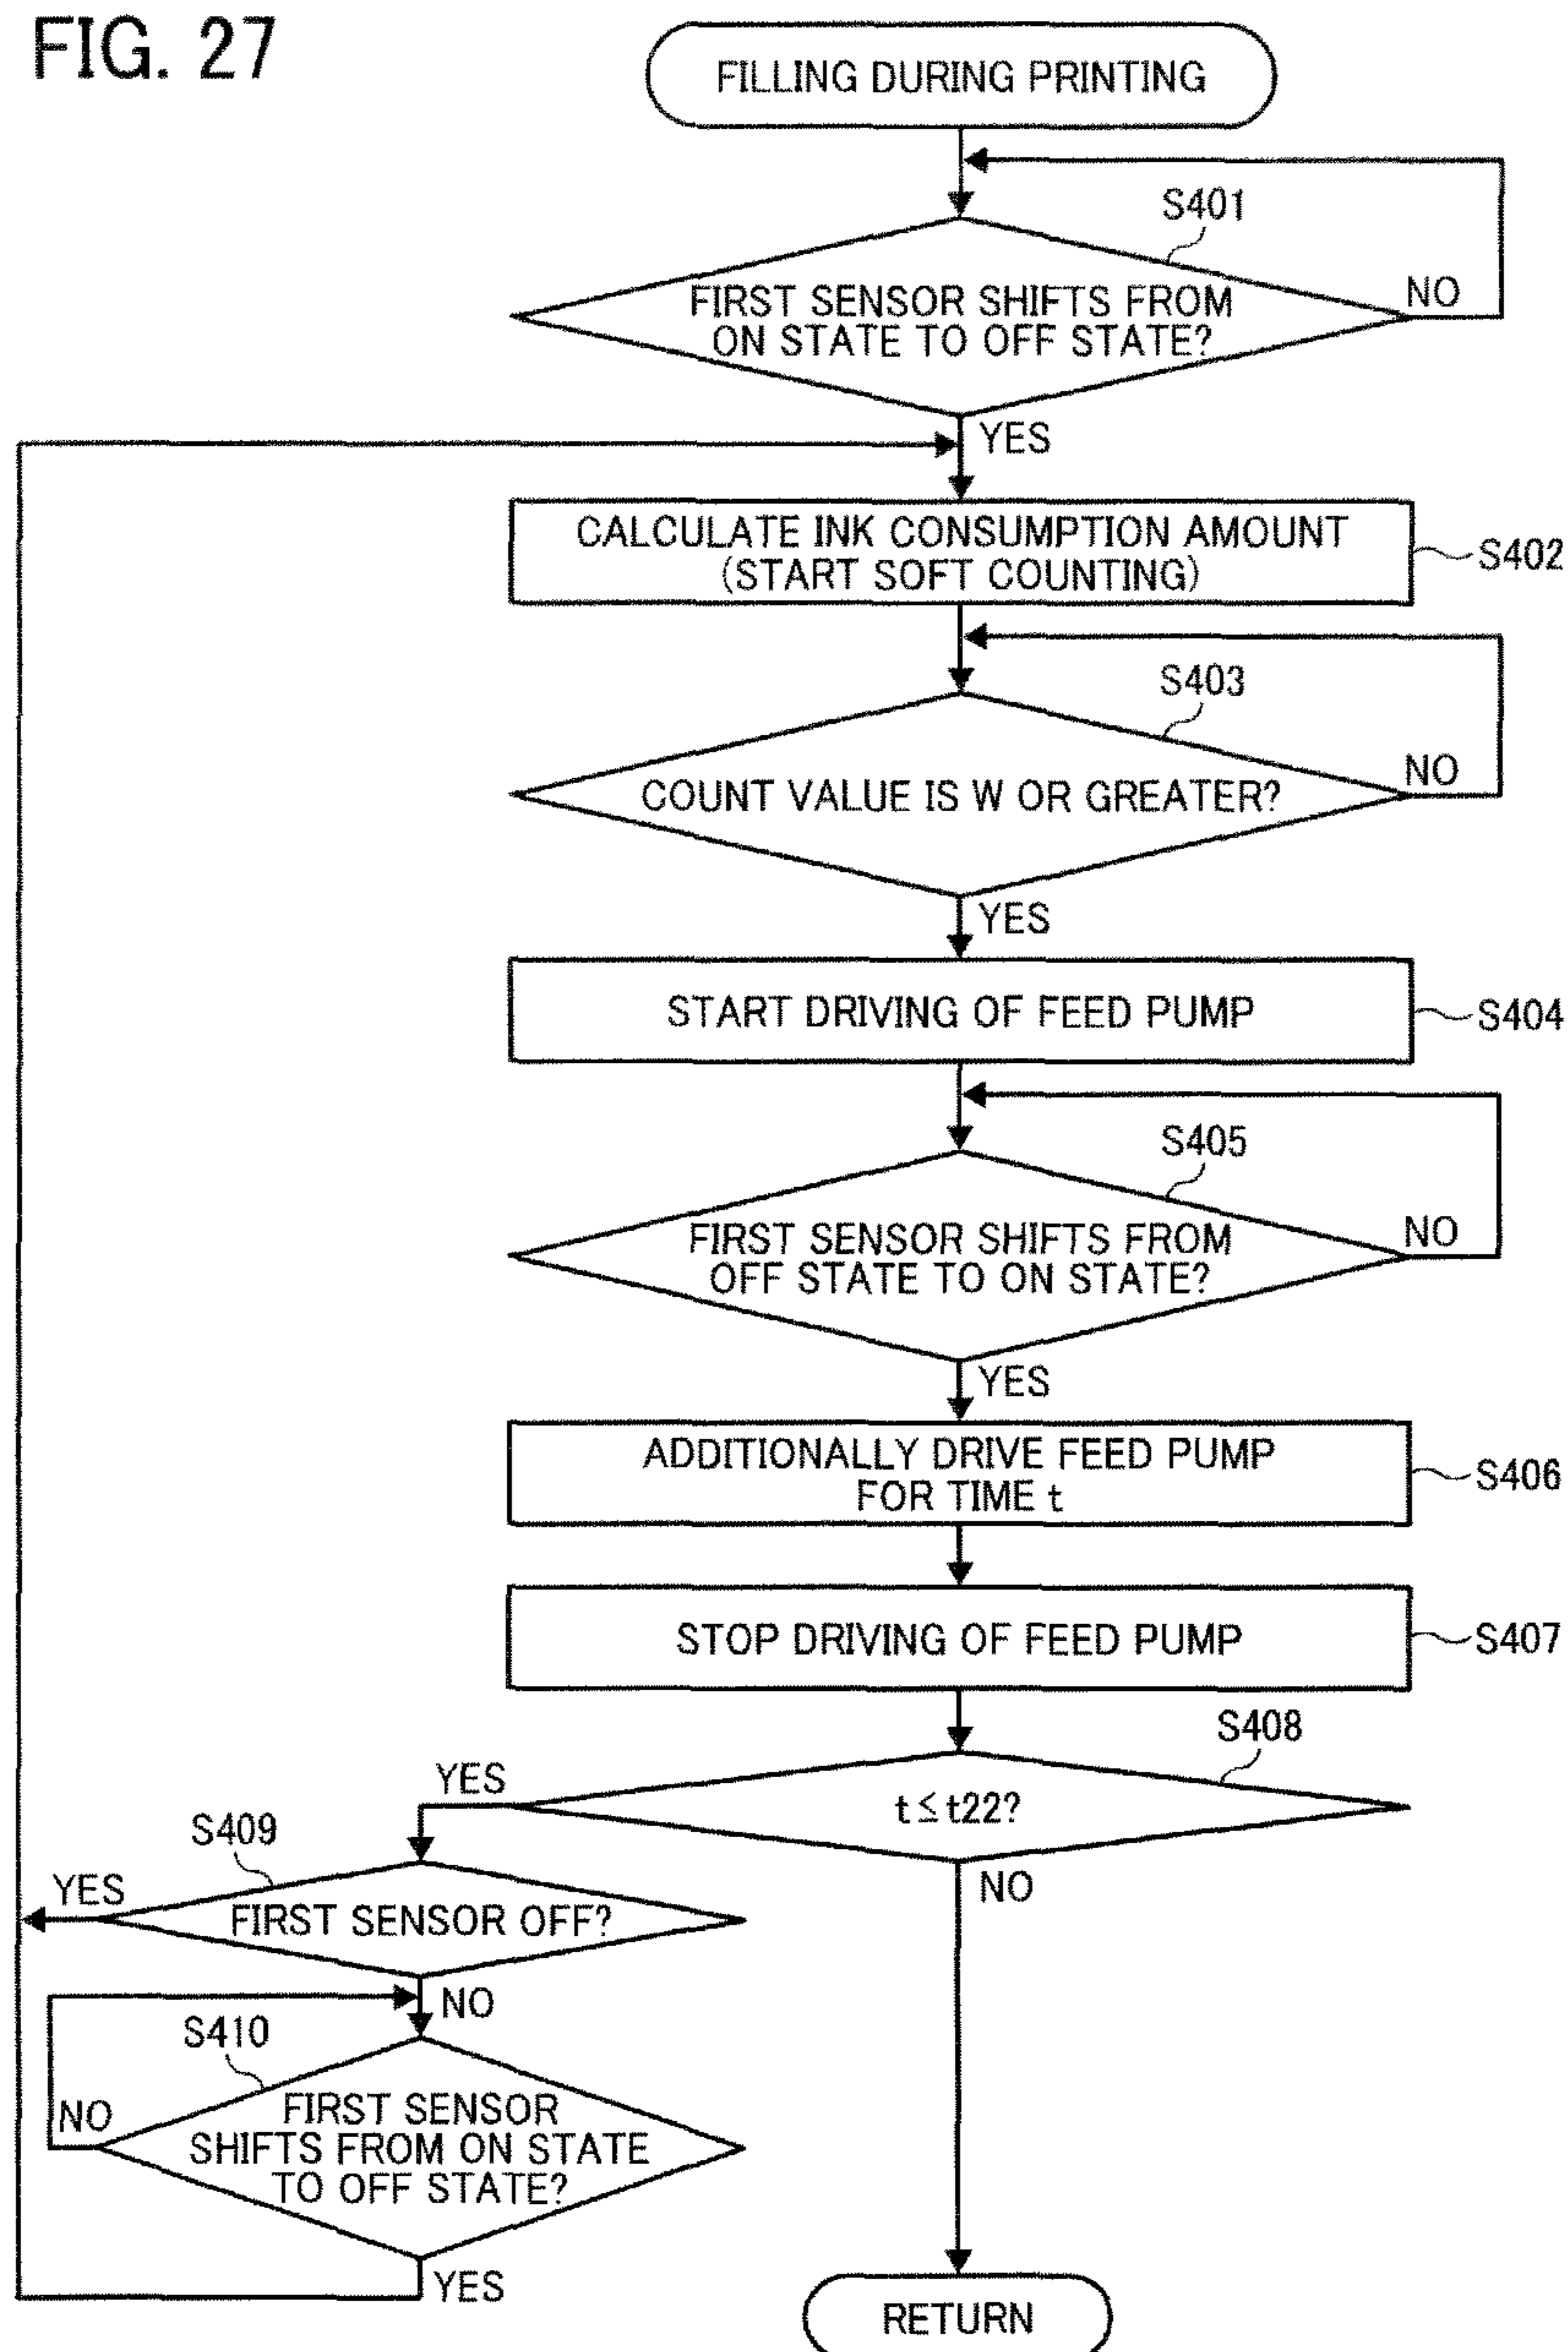 FIG. 27
FILLING DURING PRINTING
S401
FIRST SENSOR SHIFTS FROM
ON STATE TO OFF STATE?
NO
YES
CALCULATE INK CONSUMPTION AMOUNT
(START SOFT COUNTING)
S402
S403
COUNT VALUE IS W OR GREATER?
NO
YES
START DRIVING OF FEED PUMP
S404
S405
FIRST SENSOR SHIFTS FROM
OFF STATE TO ON STATE?
NO
YES
ADDITIONALLY DRIVE FEED PUMP
FOR TIME t
S406
STOP DRIVING OF FEED PUMP
S407
S408
t≤t22?
YES
NO
S409
FIRST SENSOR OFF?
YES
NO
S410
FIRST SENSOR
SHIFTS FROM ON STATE
TO OFF STATE?
NO
YES
RETURN